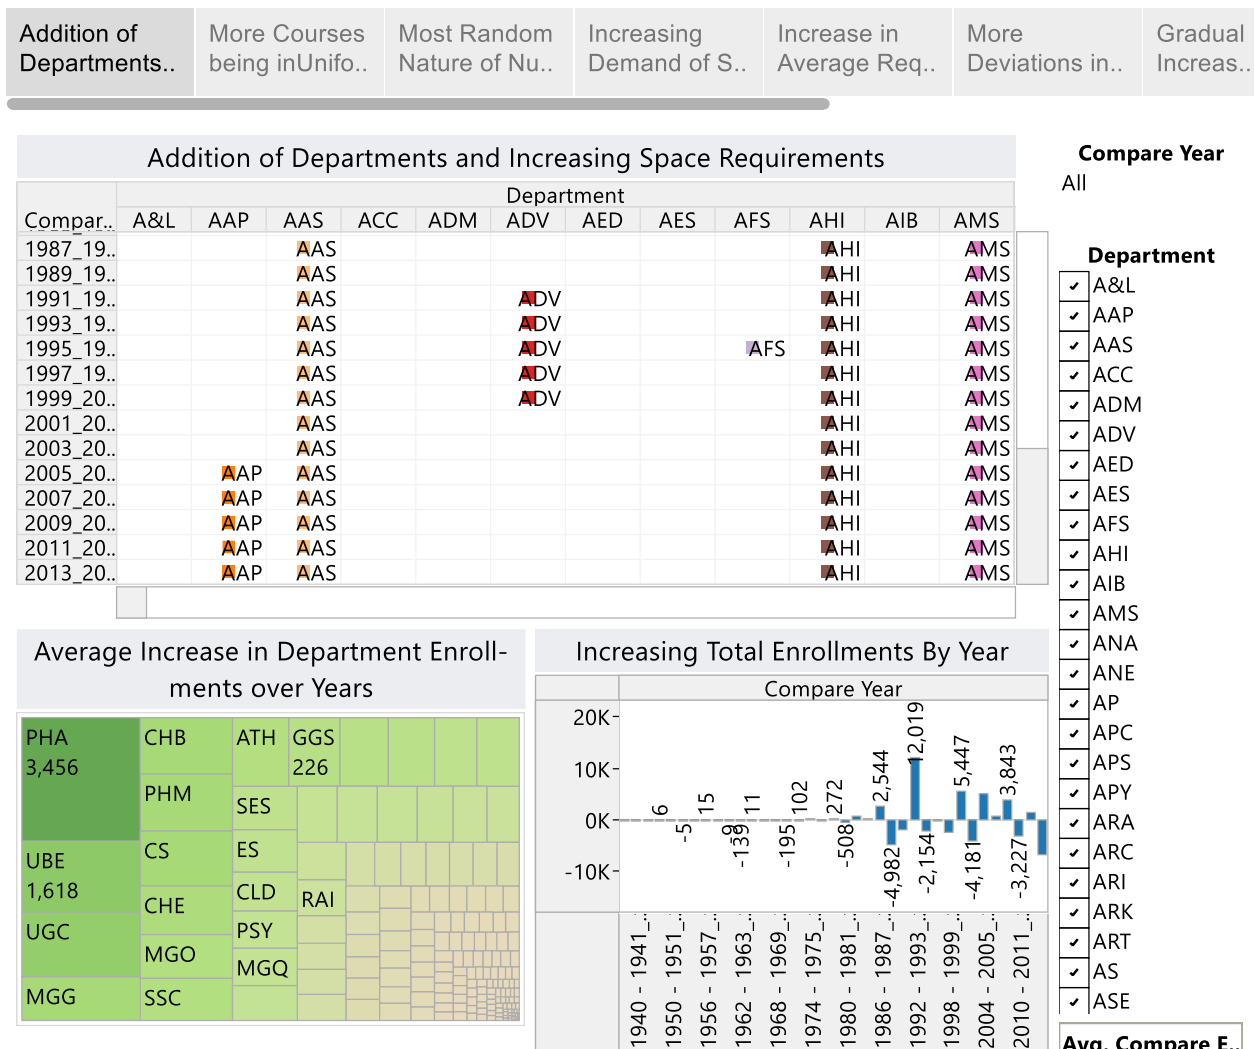 Addition of
Departments..
More Courses
being inUnifo..
Most Random
Nature of Nu..
Increasing
Demand of S..
Increase in
Average Req..
More
Deviations in..
Gradual
Increas..
Addition of Departments and Increasing Space Requirements
Compare Year
All
Department
Compar.. A&L AAP AAS ACC ADM ADV AED AES AFS AHI AIB AMS
1987_19.. AAS AHI AMS
1989_19.. AAS AHI AMS
1991_19.. AAS ADV AHI AMS
1993_19.. AAS ADV AHI AMS
1995_19.. AAS ADV AFS AHI AMS
1997_19.. AAS ADV AHI AMS
1999_20.. AAS ADV AHI AMS
2001_20.. AAS AHI AMS
2003_20.. AAS AHI AMS
2005_20.. AAP AAS AHI AMS
2007_20.. AAP AAS AHI AMS
2009_20.. AAP AAS AHI AMS
2011_20.. AAP AAS AHI AMS
2013_20.. AAP AAS AHI AMS
Department
A&L
AAP
AAS
ACC
ADM
ADV
AED
AES
AFS
AHI
AIB
AMS
ANA
ANE
AP
APC
APS
APY
ARA
ARC
ARI
ARK
ART
AS
ASE
Avg. Compare E..
Average Increase in Department Enroll-
ments over Years
PHA
3,456
UBE
1,618
UGC
MGG
CHB
PHM
CS
CHE
MGO
SSC
ATH
SES
ES
CLD
PSY
MGQ
GGS
226
RAI
Increasing Total Enrollments By Year
Compare Year
20K
10K
0K
-10K
6
-5
15
-139
11
-195
102
272
-508
2,544
-4,982
12,019
-2,154
5,447
-4,181
3,843
-3,227
1940 - 1941_..
1950 - 1951_..
1956 - 1957_..
1962 - 1963_..
1968 - 1969_..
1974 - 1975_..
1980 - 1981_..
1986 - 1987_..
1992 - 1993_..
1998 - 1999_..
2004 - 2005_..
2010 - 2011_..